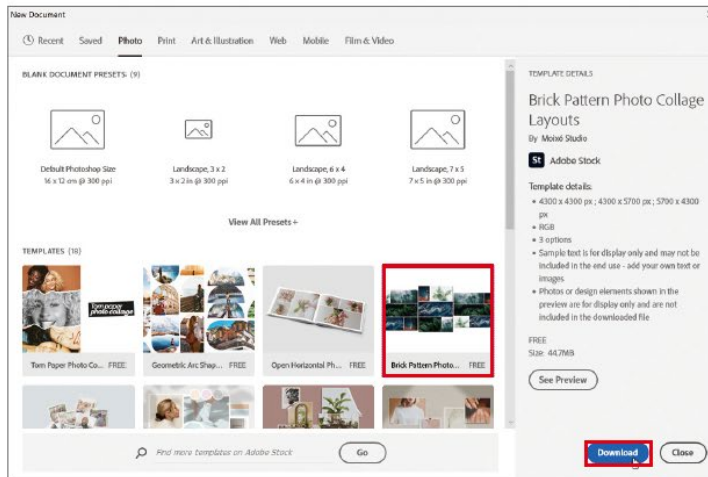 New Document
Recent Saved Photo Print Art & Illustration Web Mobile Film & Video
BLANK DOCUMENT PRESETS (9)
Default Photoshop Size
16 x 12 cm @ 300 ppi
Landscape, 3 x 2
3 x 2 in @ 300 ppi
Landscape, 6 x 4
6 x 4 in @ 300 ppi
Landscape, 7 x 5
7 x 5 in @ 300 ppi
View All Presets +
TEMPLATES (18)
Torn paper
photo collage
Torn Paper Photo Co... FREE
Geometric Arc Shap... FREE
Open Horizontal Ph... FREE
Brick Pattern Photo... FREE
Find more templates on Adobe Stock
Go
TEMPLATE DETAILS
Brick Pattern Photo Collage
Layouts
By Moixé Studio
St Adobe Stock
Template details:
• 4300 x 4300 px ; 4300 x 5700 px ; 5700 x 4300
px
• RGB
• 3 options
• Sample text is for display only and may not be
included in the end use - add your own text or
images
• Photos or design elements shown in the
preview are for display only and are not
included in the downloaded file
FREE
Size: 44.7MB
See Preview
Download
Close